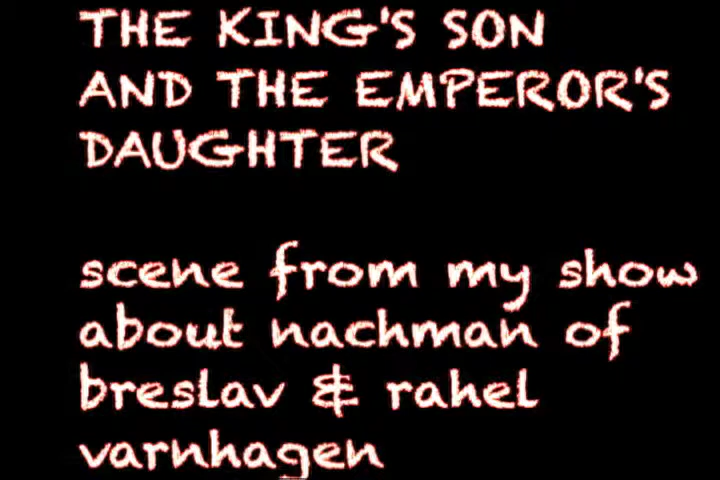 THE KING'S SON
AND THE EMPEROR'S
DAUGHTER
scene from my show
about nachman of
breslav & rahel
varnhagen